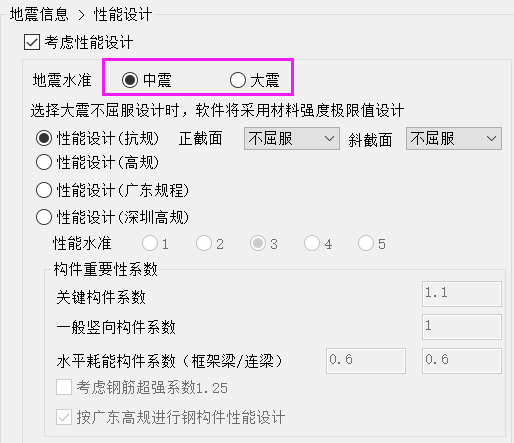 地震信息 > 性能设计
考虑性能设计
地震水准 中震 大震
选择大震不屈服设计时，软件将采用材料强度极限值设计
性能设计(抗规) 正截面 不屈服 斜截面 不屈服
性能设计(高规)
性能设计(广东规程)
性能设计(深圳高规)
性能水准 1 2 3 4 5
构件重要性系数
关键构件系数 1.1
一般竖向构件系数 1
水平耗能构件系数（框架梁/连梁） 0.6 0.6
考虑钢筋超强系数1.25
按广东高规进行钢构件性能设计